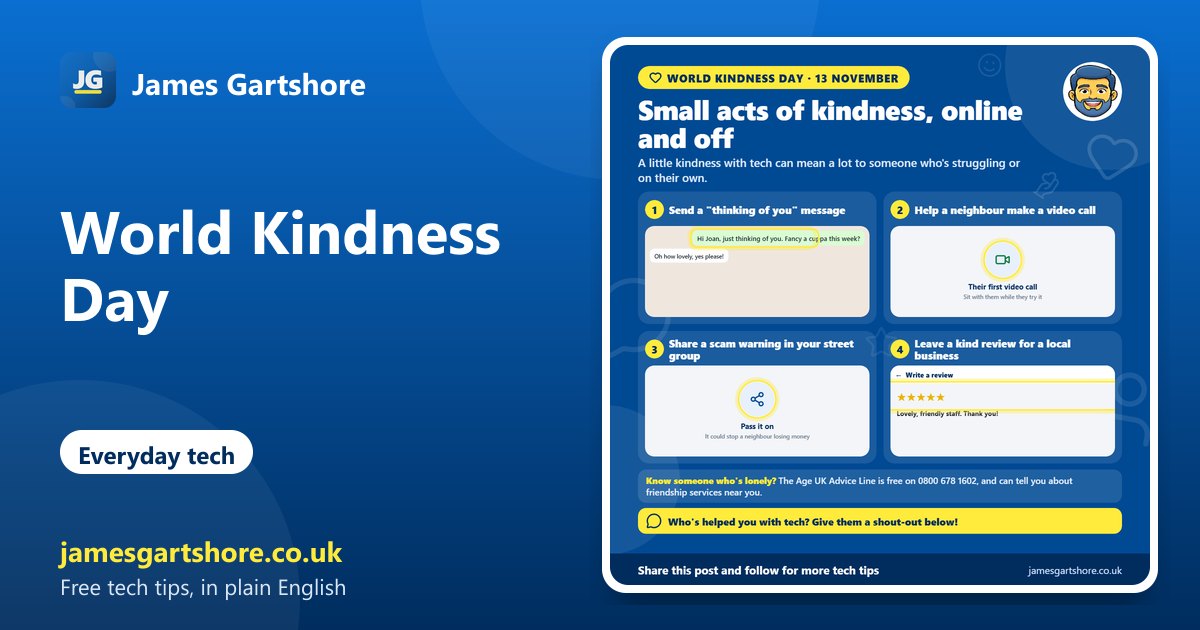 JG
James Gartshore
World Kindness
Day
Everyday tech
jamesgartshore.co.uk
Free tech tips, in plain English
WORLD KINDNESS DAY · 13 NOVEMBER
Small acts of kindness, online
and off
A little kindness with tech can mean a lot to someone who's struggling or
on their own.
1 Send a "thinking of you" message
Hi Joan, just thinking of you. Fancy a cuppa this week?
Oh how lovely, yes please!
2 Help a neighbour make a video call
Their first video call
Sit with them while they try it
3 Share a scam warning in your street
group
Pass it on
It could stop a neighbour losing money
4 Leave a kind review for a local
business
← Write a review
★★★★★
Lovely, friendly staff. Thank you!
Know someone who's lonely? The Age UK Advice Line is free on 0800 678 1602, and can tell you about
friendship services near you.
Who's helped you with tech? Give them a shout-out below!
Share this post and follow for more tech tips
jamesgartshore.co.uk